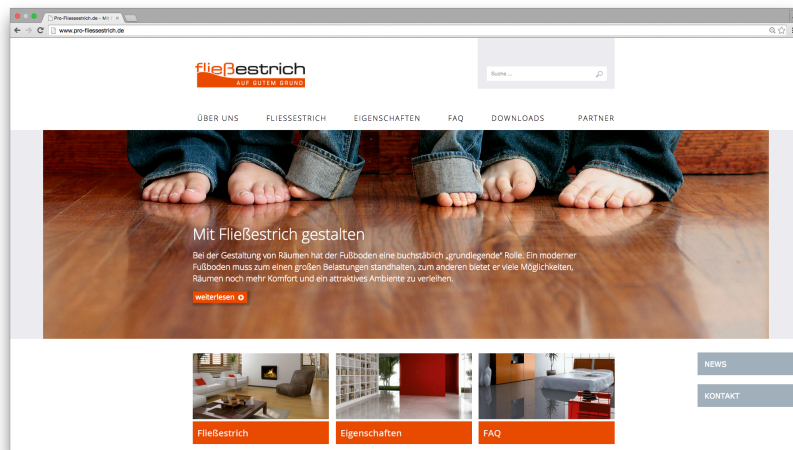 Pro-Fliessestrich.de - Mit F
www.pro-fliessestrich.de
fließestrich
AUF GUTEM GRUND
Suche ...
ÜBER UNS FLIESSESTRICH EIGENSCHAFTEN FAQ DOWNLOADS PARTNER
Mit Fließestrich gestalten
Bei der Gestaltung von Räumen hat der Fußboden eine buchstäblich „grundlegende“ Rolle. Ein moderner
Fußboden muss zum einen großen Belastungen standhalten, zum anderen bietet er viele Möglichkeiten,
Räumen noch mehr Komfort und ein attraktives Ambiente zu verleihen.
weiterlesen
NEWS
KONTAKT
Fließestrich Eigenschaften FAQ